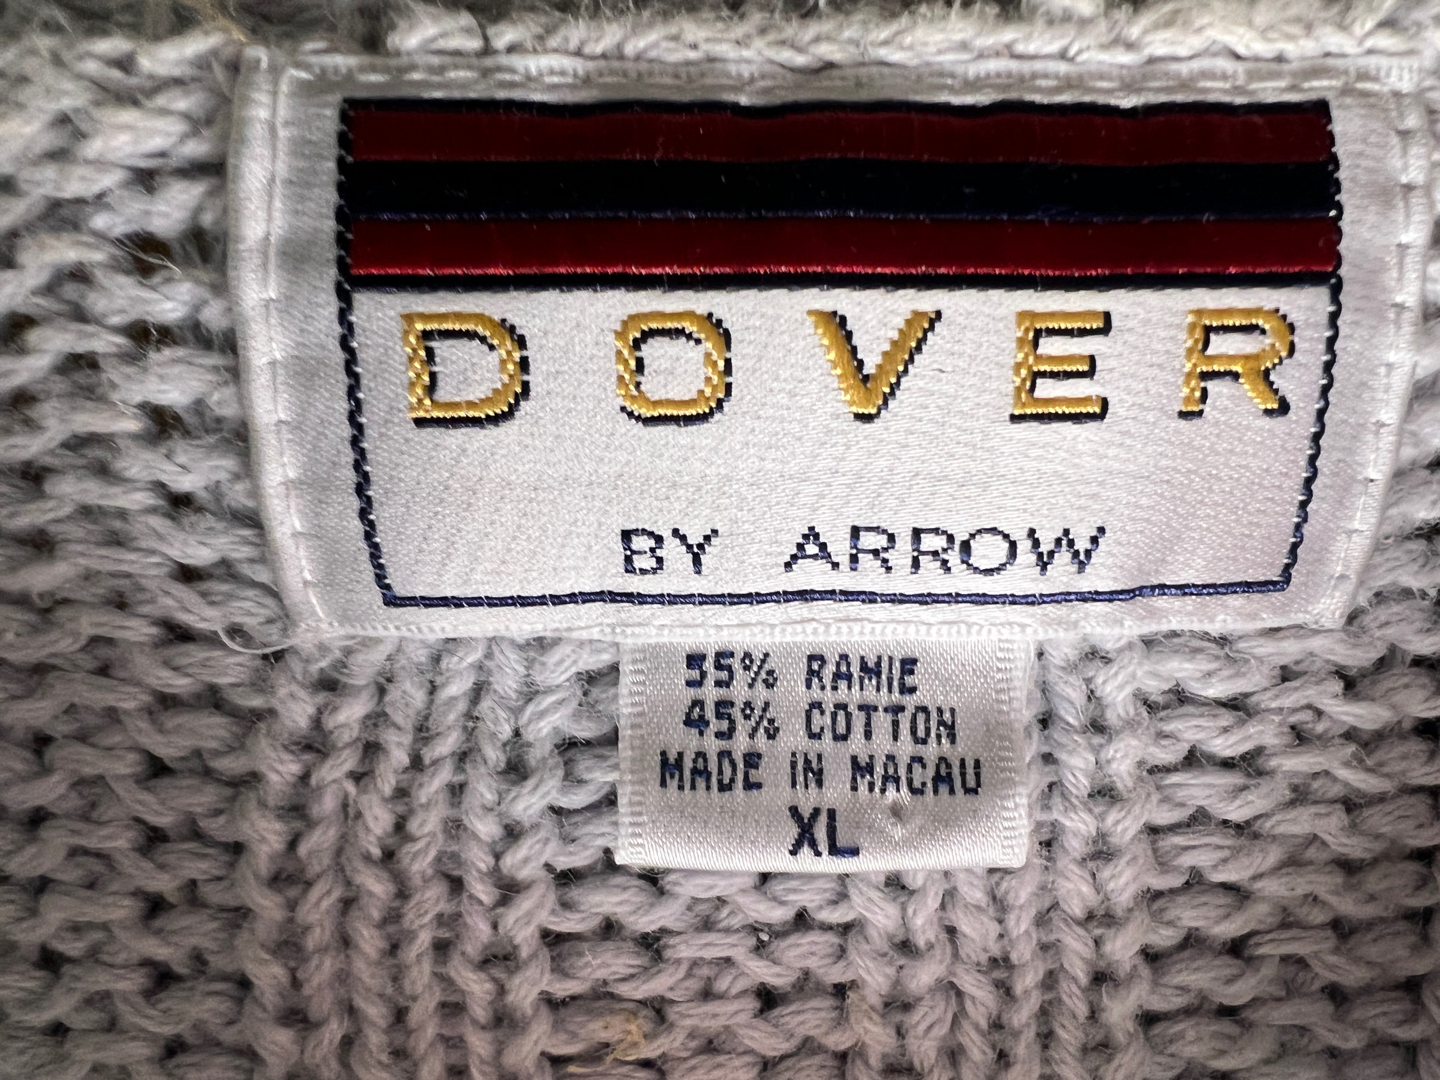 DOVER
BY ARROW
55% RAMIE
45% COTTON
MADE IN MACAU
XL